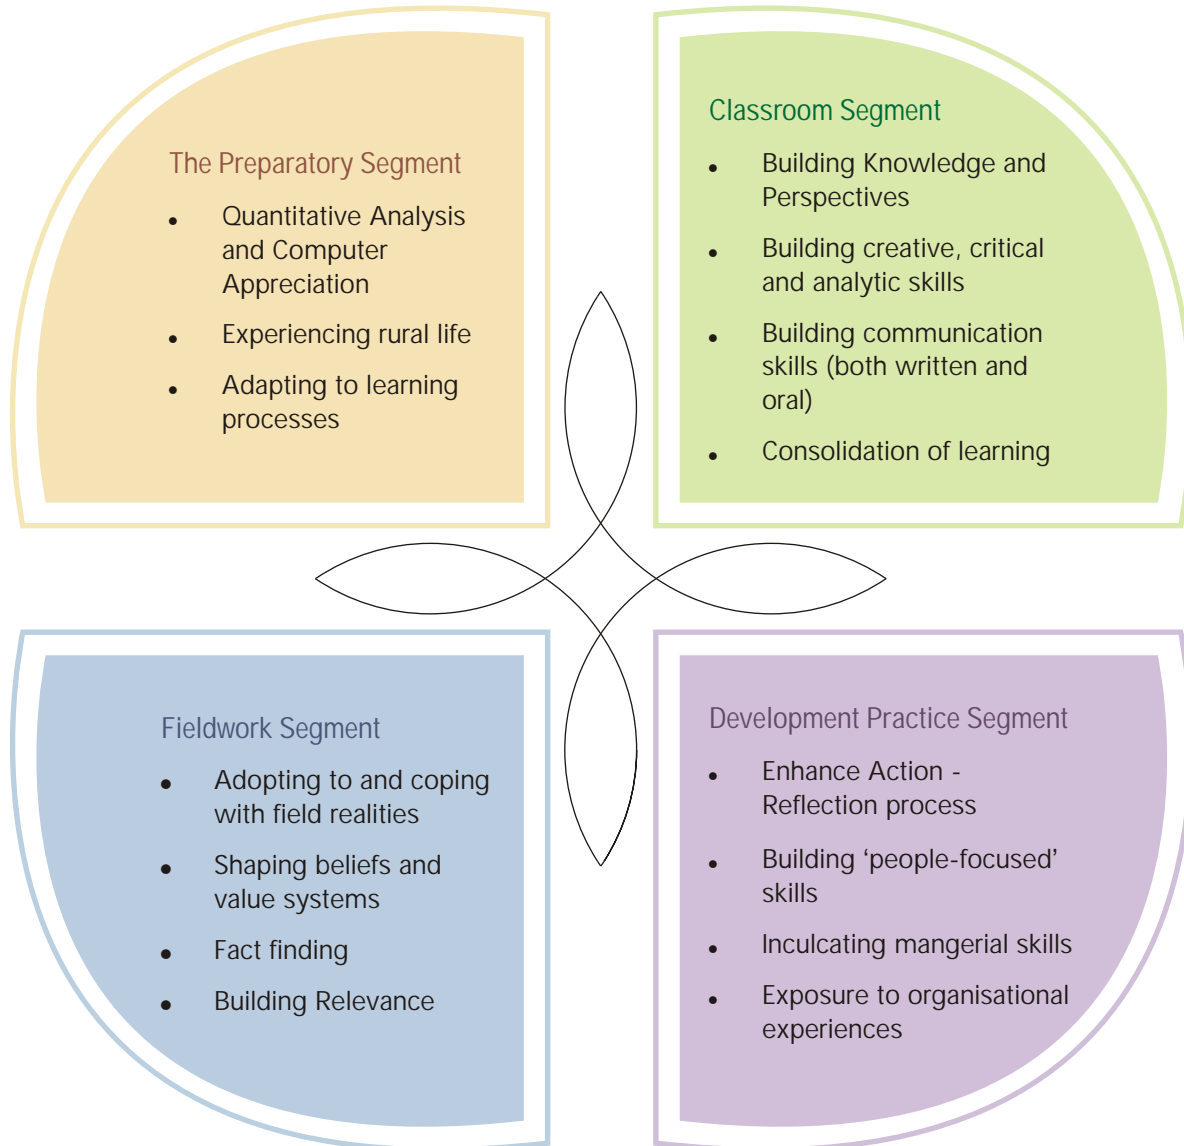 The Preparatory Segment
• Quantitative Analysis
and Computer
Appreciation
• Experiencing rural life
• Adapting to learning
processes
Classroom Segment
• Building Knowledge and
Perspectives
• Building creative, critical
and analytic skills
• Building communication
skills (both written and
oral)
• Consolidation of learning
Fieldwork Segment
• Adopting to and coping
with field realities
• Shaping beliefs and
value systems
• Fact finding
• Building Relevance
Development Practice Segment
• Enhance Action -
Reflection process
• Building ‘people-focused’
skills
• Inculcating mangerial skills
• Exposure to organisational
experiences